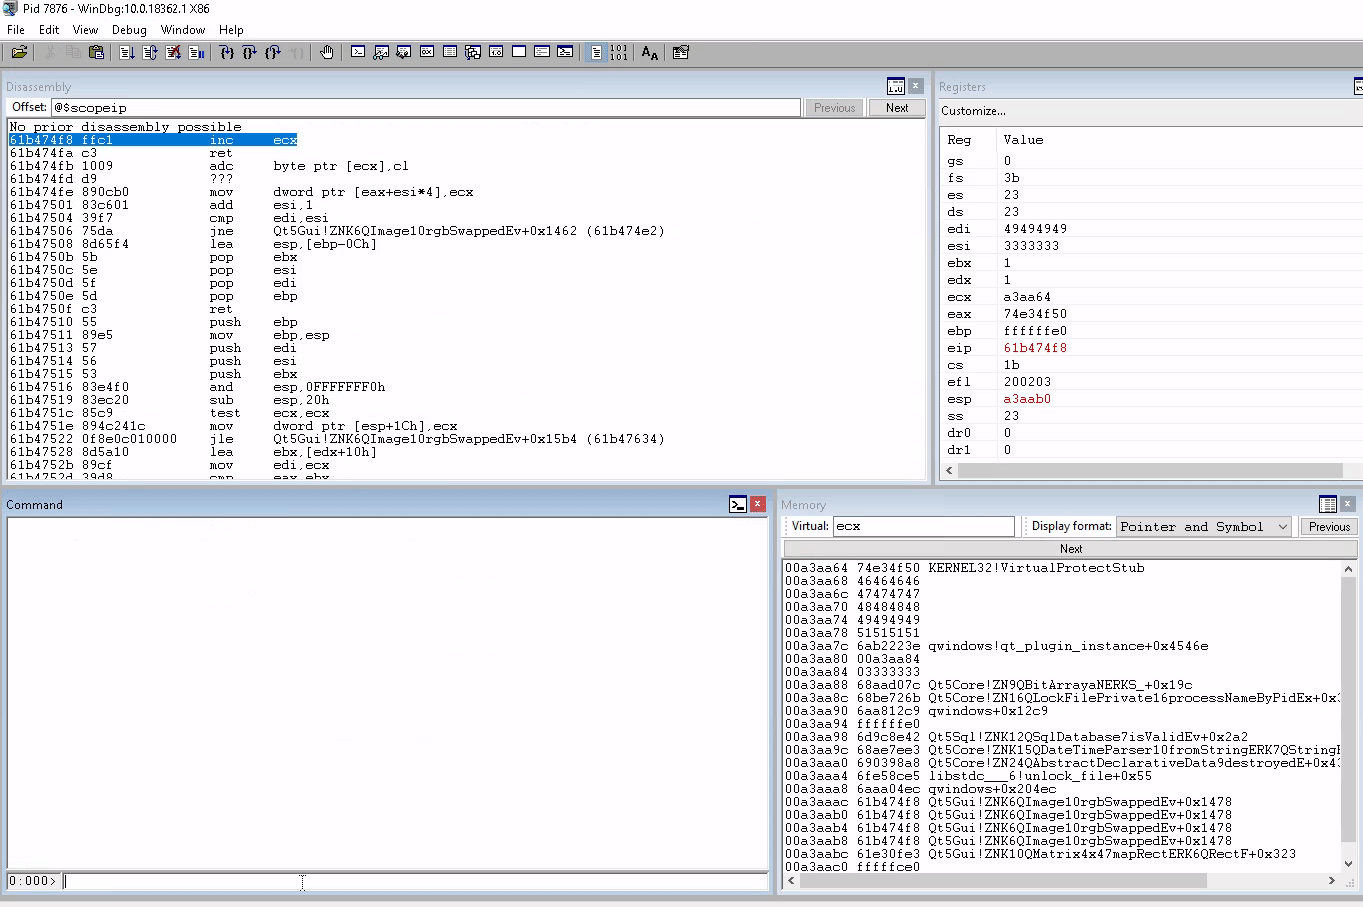 Pid 7876 - WinDbg:10.0.18362.1 X86
File Edit View Debug Window Help
Disassembly
Offset: @$scopeip Previous Next
No prior disassembly possible
61b474f8 ffc1 inc ecx
61b474fa c3 ret
61b474fb 1009 adc byte ptr [ecx],cl
61b474fd d9 ???
61b474fe 890cb0 mov dword ptr [eax+esi*4],ecx
61b47501 83c601 add esi,1
61b47504 39f7 cmp edi,esi
61b47506 75da jne Qt5Gui!ZNK6QImage10rgbSwappedEv+0x1462 (61b474e2)
61b47508 8d65f4 lea esp,[ebp-0Ch]
61b4750b 5b pop ebx
61b4750c 5e pop esi
61b4750d 5f pop edi
61b4750e 5d pop ebp
61b4750f c3 ret
61b47510 55 push ebp
61b47511 89e5 mov ebp,esp
61b47513 57 push edi
61b47514 56 push esi
61b47515 53 push ebx
61b47516 83e4f0 and esp,0FFFFFFF0h
61b47519 83ec20 sub esp,20h
61b4751c 85c9 test ecx,ecx
61b4751e 894c241c mov dword ptr [esp+1Ch],ecx
61b47522 0f8e0c010000 jle Qt5Gui!ZNK6QImage10rgbSwappedEv+0x15b4 (61b47634)
61b47528 8d5a10 lea ebx,[edx+10h]
61b4752b 89cf mov edi,ecx
61b4752d 39d8 cmp eax,ebx
Registers
Customize...
Reg Value
gs 0
fs 3b
es 23
ds 23
edi 49494949
esi 3333333
ebx 1
edx 1
ecx a3aa64
eax 74e34f50
ebp ffffffe0
eip 61b474f8
cs 1b
efl 200203
esp a3aab0
ss 23
dr0 0
dr1 0
Command
0:000>
Memory
Virtual: ecx Display format: Pointer and Symbol Previous
Next
00a3aa64 74e34f50 KERNEL32!VirtualProtectStub
00a3aa68 46464646
00a3aa6c 47474747
00a3aa70 48484848
00a3aa74 49494949
00a3aa78 51515151
00a3aa7c 6ab2223e qwindows!qt_plugin_instance+0x4546e
00a3aa80 00a3aa84
00a3aa84 03333333
00a3aa88 68aad07c Qt5Core!ZN9QBitArrayaNERKS_+0x19c
00a3aa8c 68be726b Qt5Core!ZN16QLockFilePrivate16processNameByPidEx+0x3
00a3aa90 6aa812c9 qwindows+0x12c9
00a3aa94 ffffffe0
00a3aa98 6d9c8e42 Qt5Sql!ZNK12QSqlDatabase7isValidEv+0x2a2
00a3aa9c 68ae7ee3 Qt5Core!ZNK15QDateTimeParser10fromStringERK7QString
00a3aaa0 690398a8 Qt5Core!ZN24QAbstractDeclarativeData9destroyedE+0x43
00a3aaa4 6fe58ce5 libstdc___6!unlock_file+0x55
00a3aaa8 6aaa04ec qwindows+0x204ec
00a3aaac 61b474f8 Qt5Gui!ZNK6QImage10rgbSwappedEv+0x1478
00a3aab0 61b474f8 Qt5Gui!ZNK6QImage10rgbSwappedEv+0x1478
00a3aab4 61b474f8 Qt5Gui!ZNK6QImage10rgbSwappedEv+0x1478
00a3aab8 61b474f8 Qt5Gui!ZNK6QImage10rgbSwappedEv+0x1478
00a3aabc 61e30fe3 Qt5Gui!ZNK10QMatrix4x47mapRectERK6QRectF+0x323
00a3aac0 fffffce0